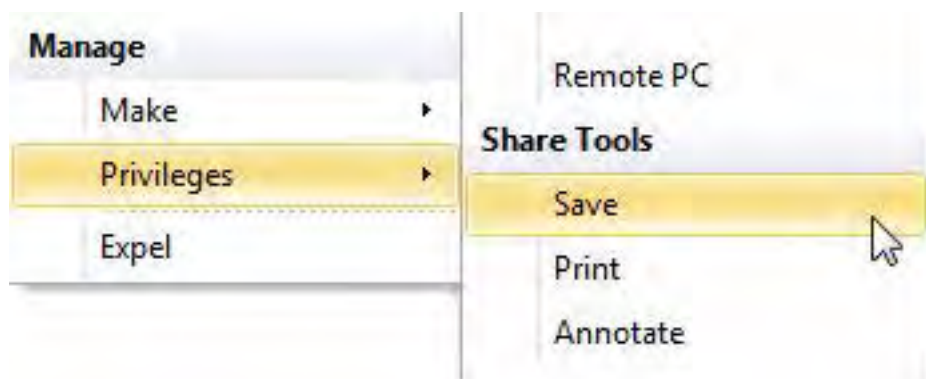 Manage
Make
Privileges
Expel
Remote PC
Share Tools
Save
Print
Annotate